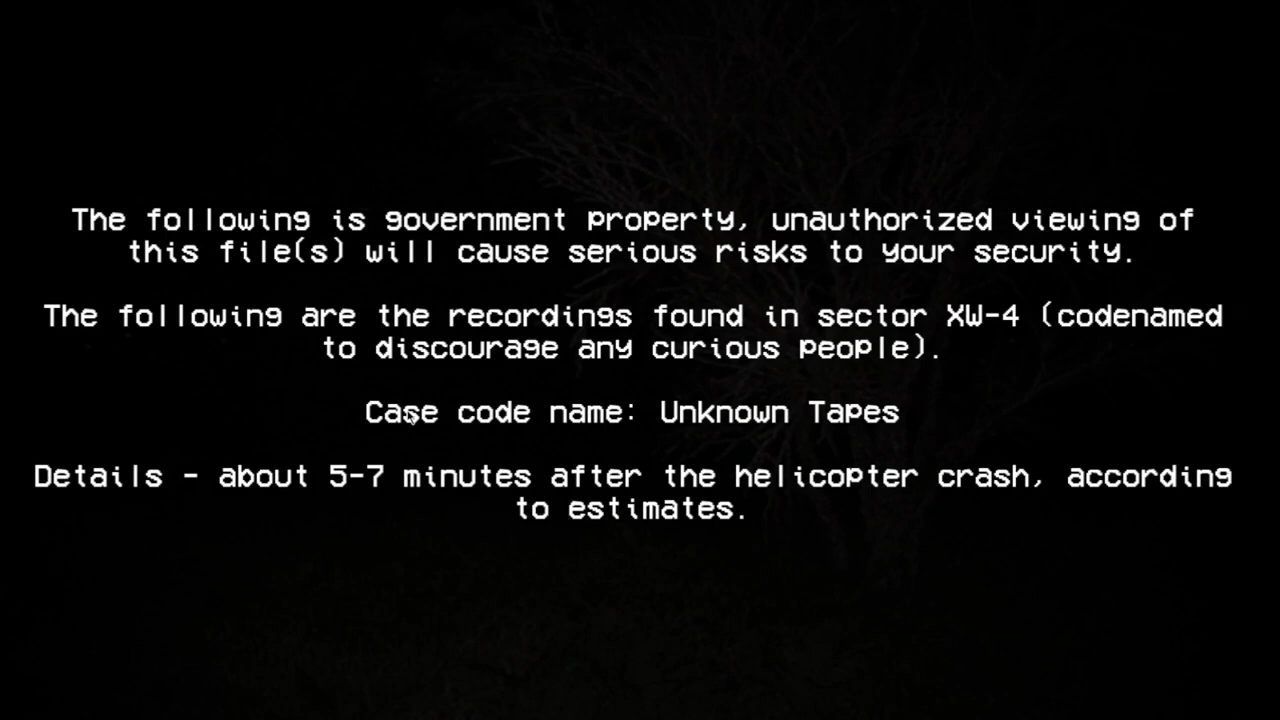 The following is government property, unauthorized viewing of
this file(s) will cause serious risks to your security.
The following are the recordings found in sector XW-4 (codenamed
to discourage any curious people).
Case code name: Unknown Tapes
Details - about 5-7 minutes after the helicopter crash, according
to estimates.